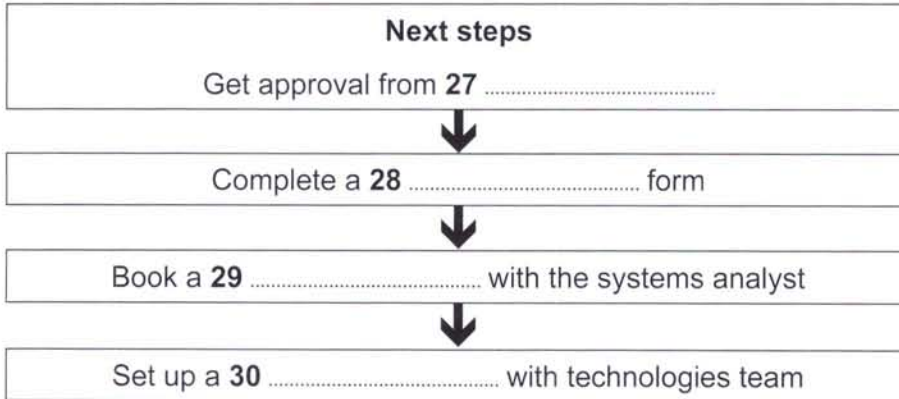 Next steps
Get approval from 27 ........................................
Complete a 28 ........................................ form
Book a 29 ........................................ with the systems analyst
Set up a 30 ........................................ with technologies team